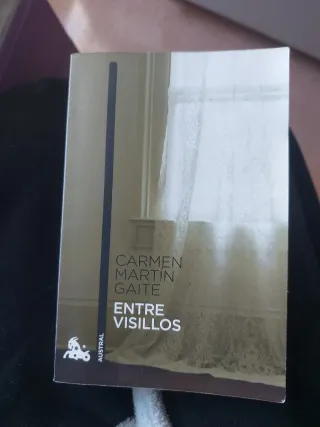 CARMEN
MARTÍN
GAITE
ENTRE
VISILLOS
AUSTRAL